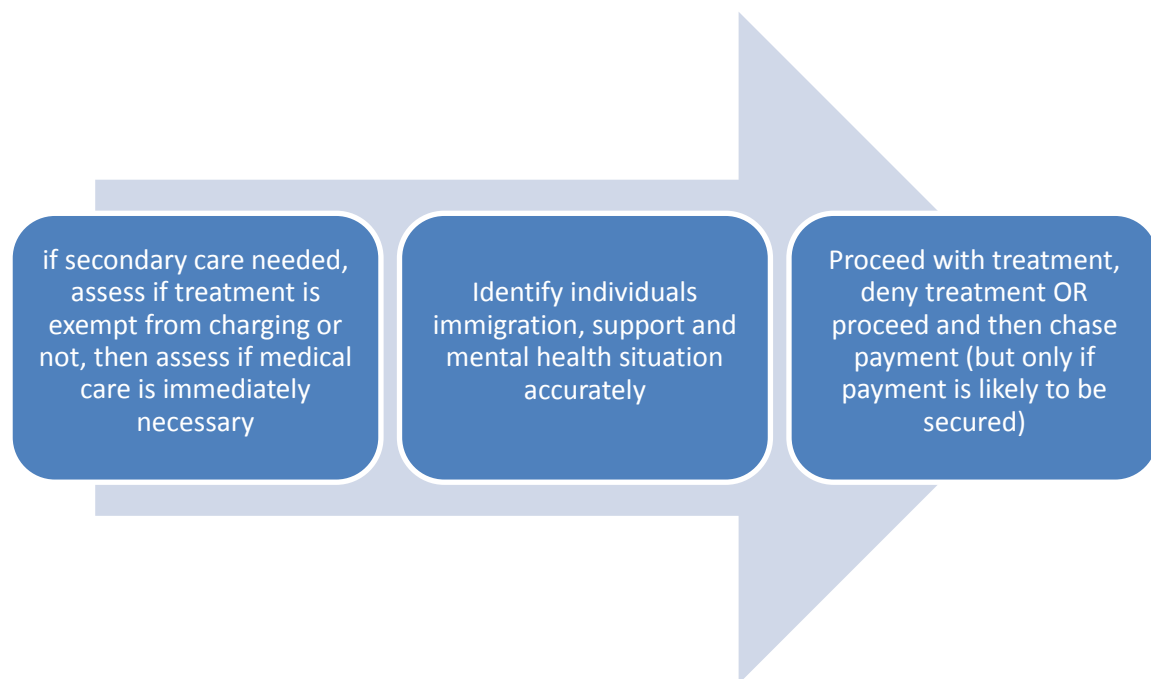 if secondary care needed,
assess if treatment is
exempt from charging or
not, then assess if medical
care is immediately
necessary
Identify individuals
immigration, support and
mental health situation
accurately
Proceed with treatment,
deny treatment OR
proceed and then chase
payment (but only if
payment is likely to be
secured)